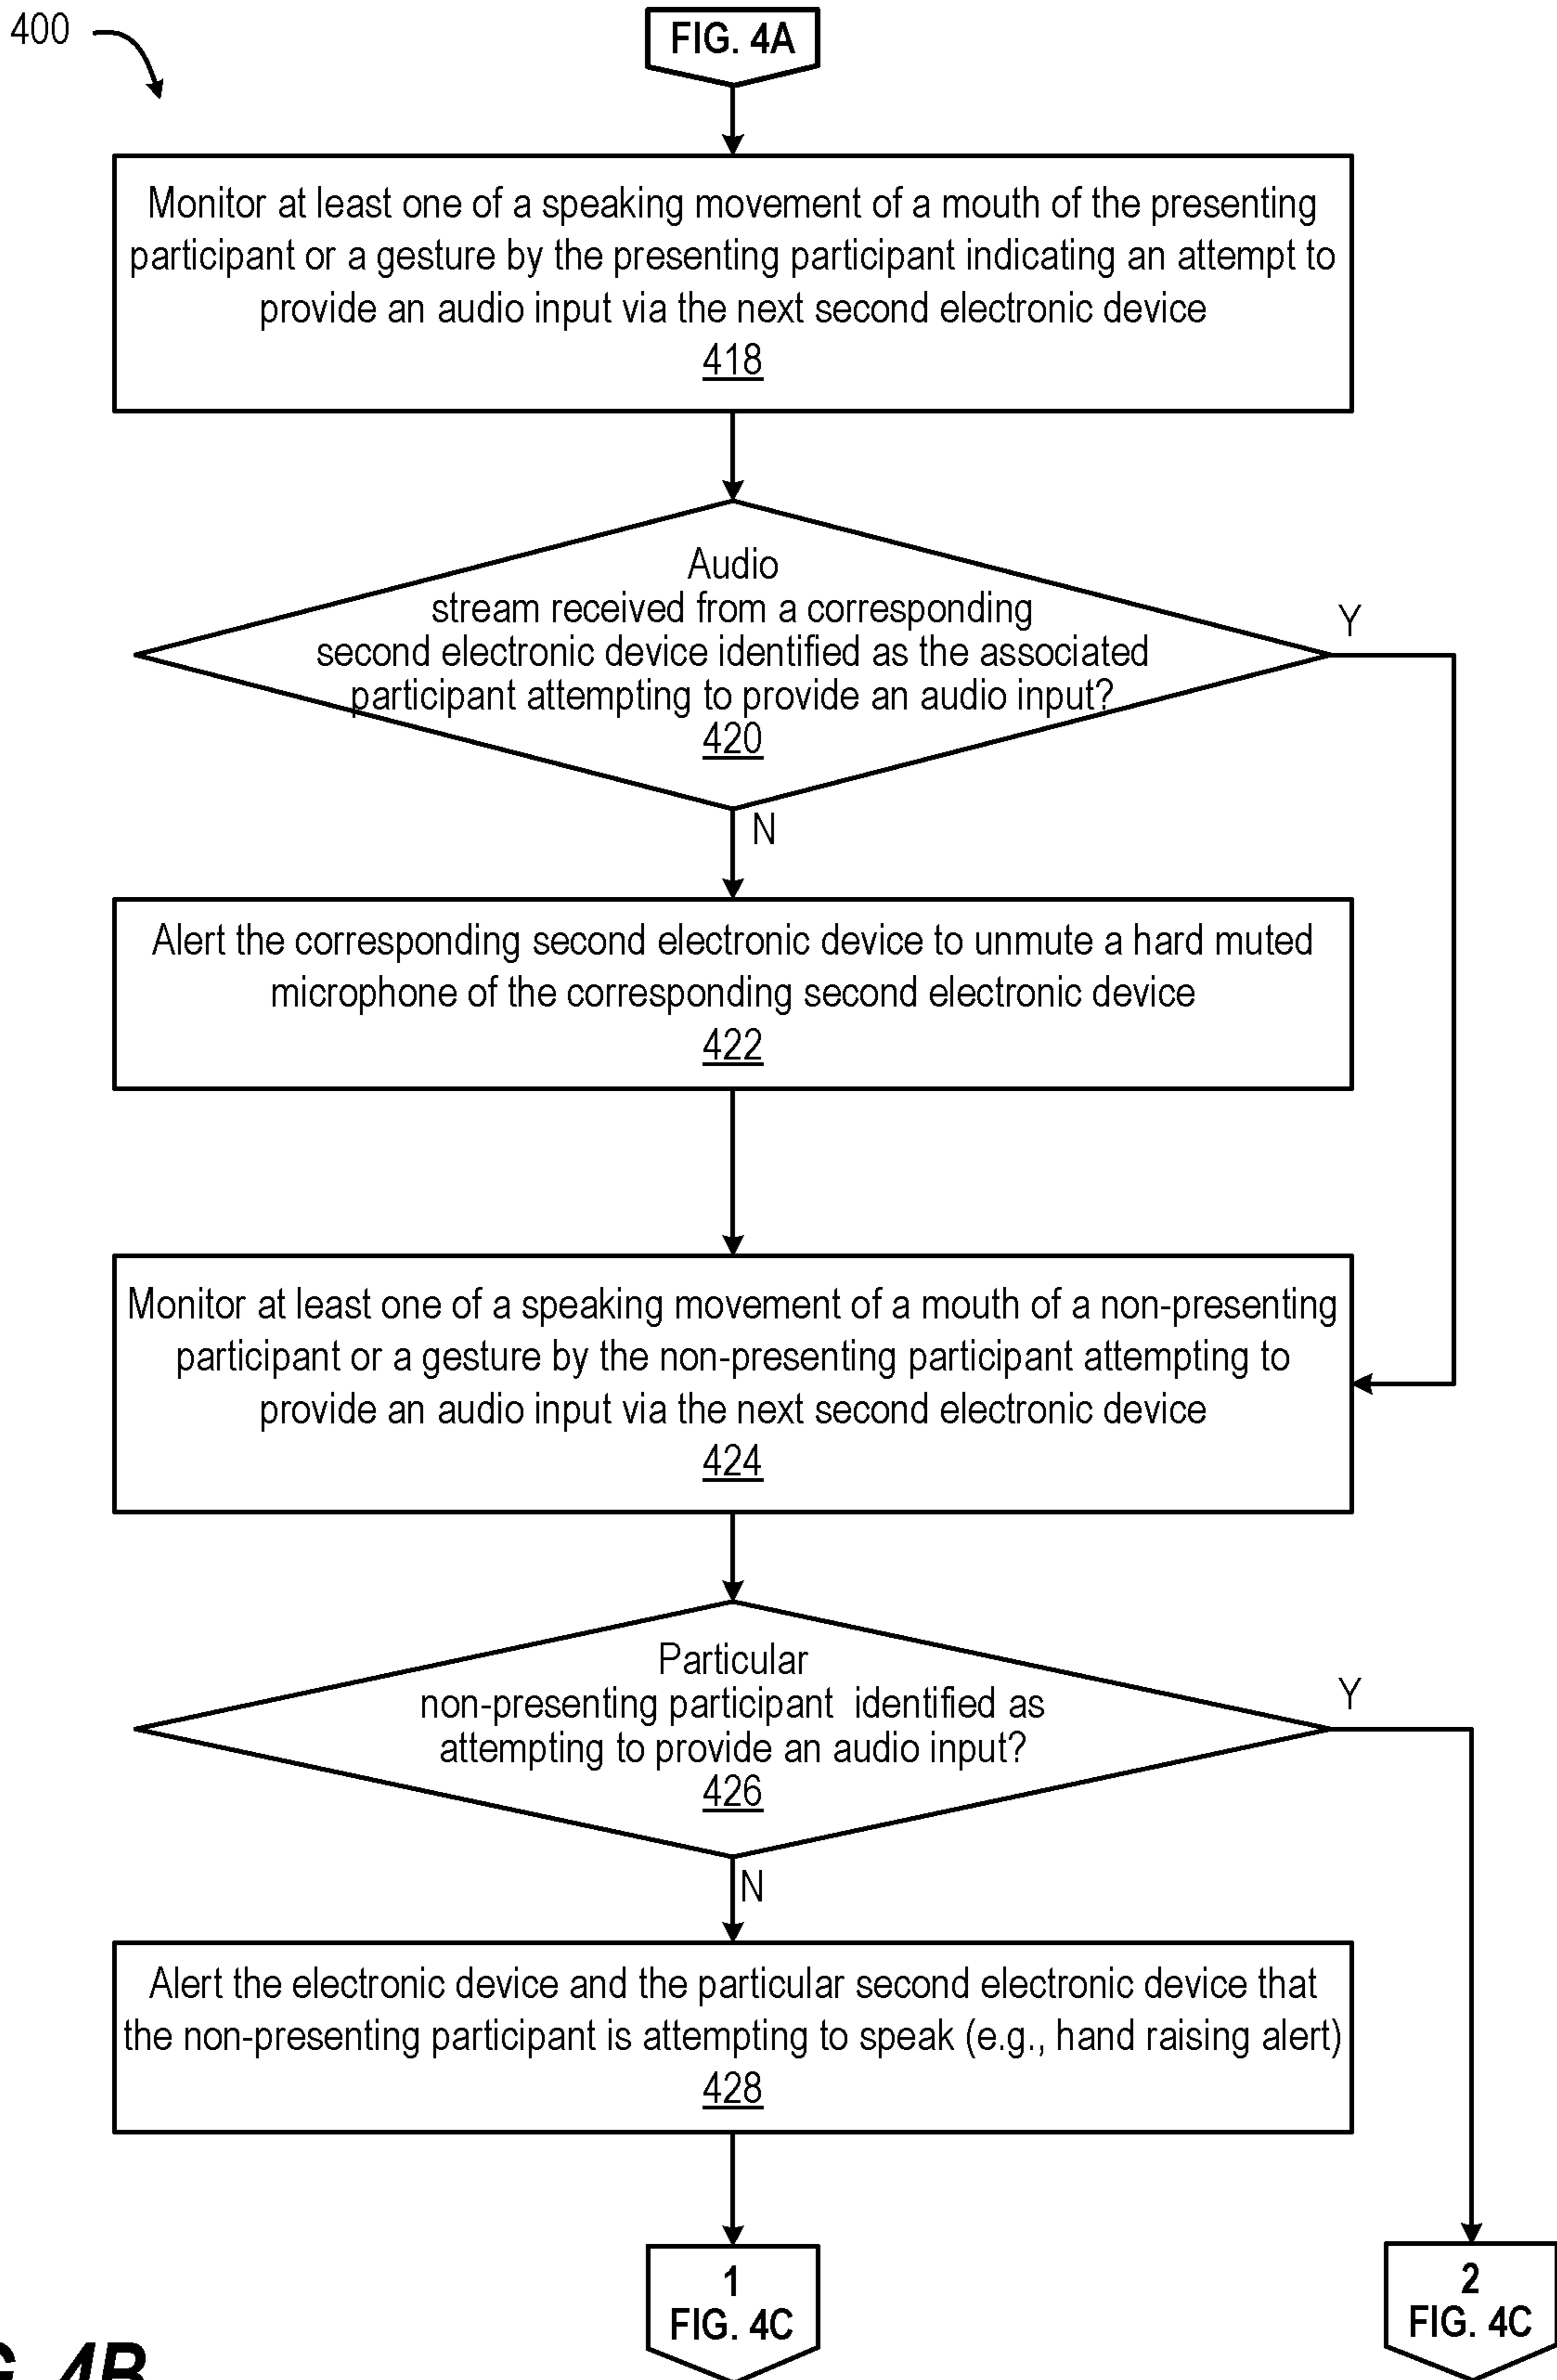 400
FIG. 4A
Monitor at least one of a speaking movement of a mouth of the presenting
participant or a gesture by the presenting participant indicating an attempt to
provide an audio input via the next second electronic device
418
Audio
stream received from a corresponding
second electronic device identified as the associated
participant attempting to provide an audio input?
420
Y
N
Alert the corresponding second electronic device to unmute a hard muted
microphone of the corresponding second electronic device
422
Monitor at least one of a speaking movement of a mouth of a non-presenting
participant or a gesture by the non-presenting participant attempting to
provide an audio input via the next second electronic device
424
Particular
non-presenting participant identified as
attempting to provide an audio input?
426
Y
N
Alert the electronic device and the particular second electronic device that
the non-presenting participant is attempting to speak (e.g., hand raising alert)
428
1
FIG. 4C
2
FIG. 4C
4B